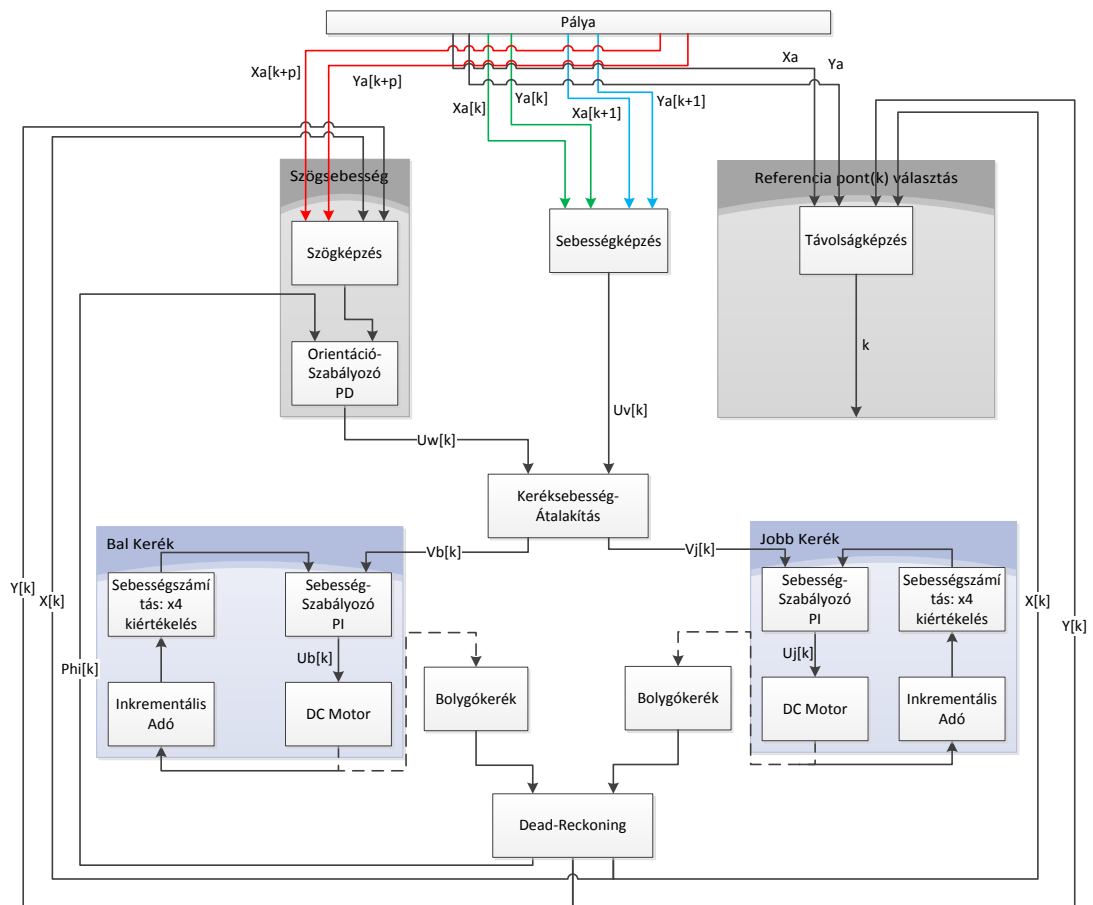 Pálya
Xa
Ya
Xa[k+p]
Ya[k+p]
Xa[k]
Ya[k]
Xa[k+1]
Ya[k+1]
Szögsebesség
Referencia pont(k) választás
Szögképzés
Sebességképzés
Távolságképzés
Orientáció-
Szabályozó
PD
k
Uv[k]
Uw[k]
Keréksebesség-
Átalakítás
Bal Kerék
Vb[k]
Vj[k]
Jobb Kerék
Sebességszámí
tás: x4
kiértékelés
Sebesség-
Szabályozó
PI
Sebesség-
Szabályozó
PI
Sebességszámí
tás: x4
kiértékelés
Y[k]
X[k]
Phi[k]
X[k]
Y[k]
Ub[k]
Uj[k]
Inkrementális
Adó
DC Motor
Bolygókerék
Bolygókerék
DC Motor
Inkrementális
Adó
Dead-Reckoning